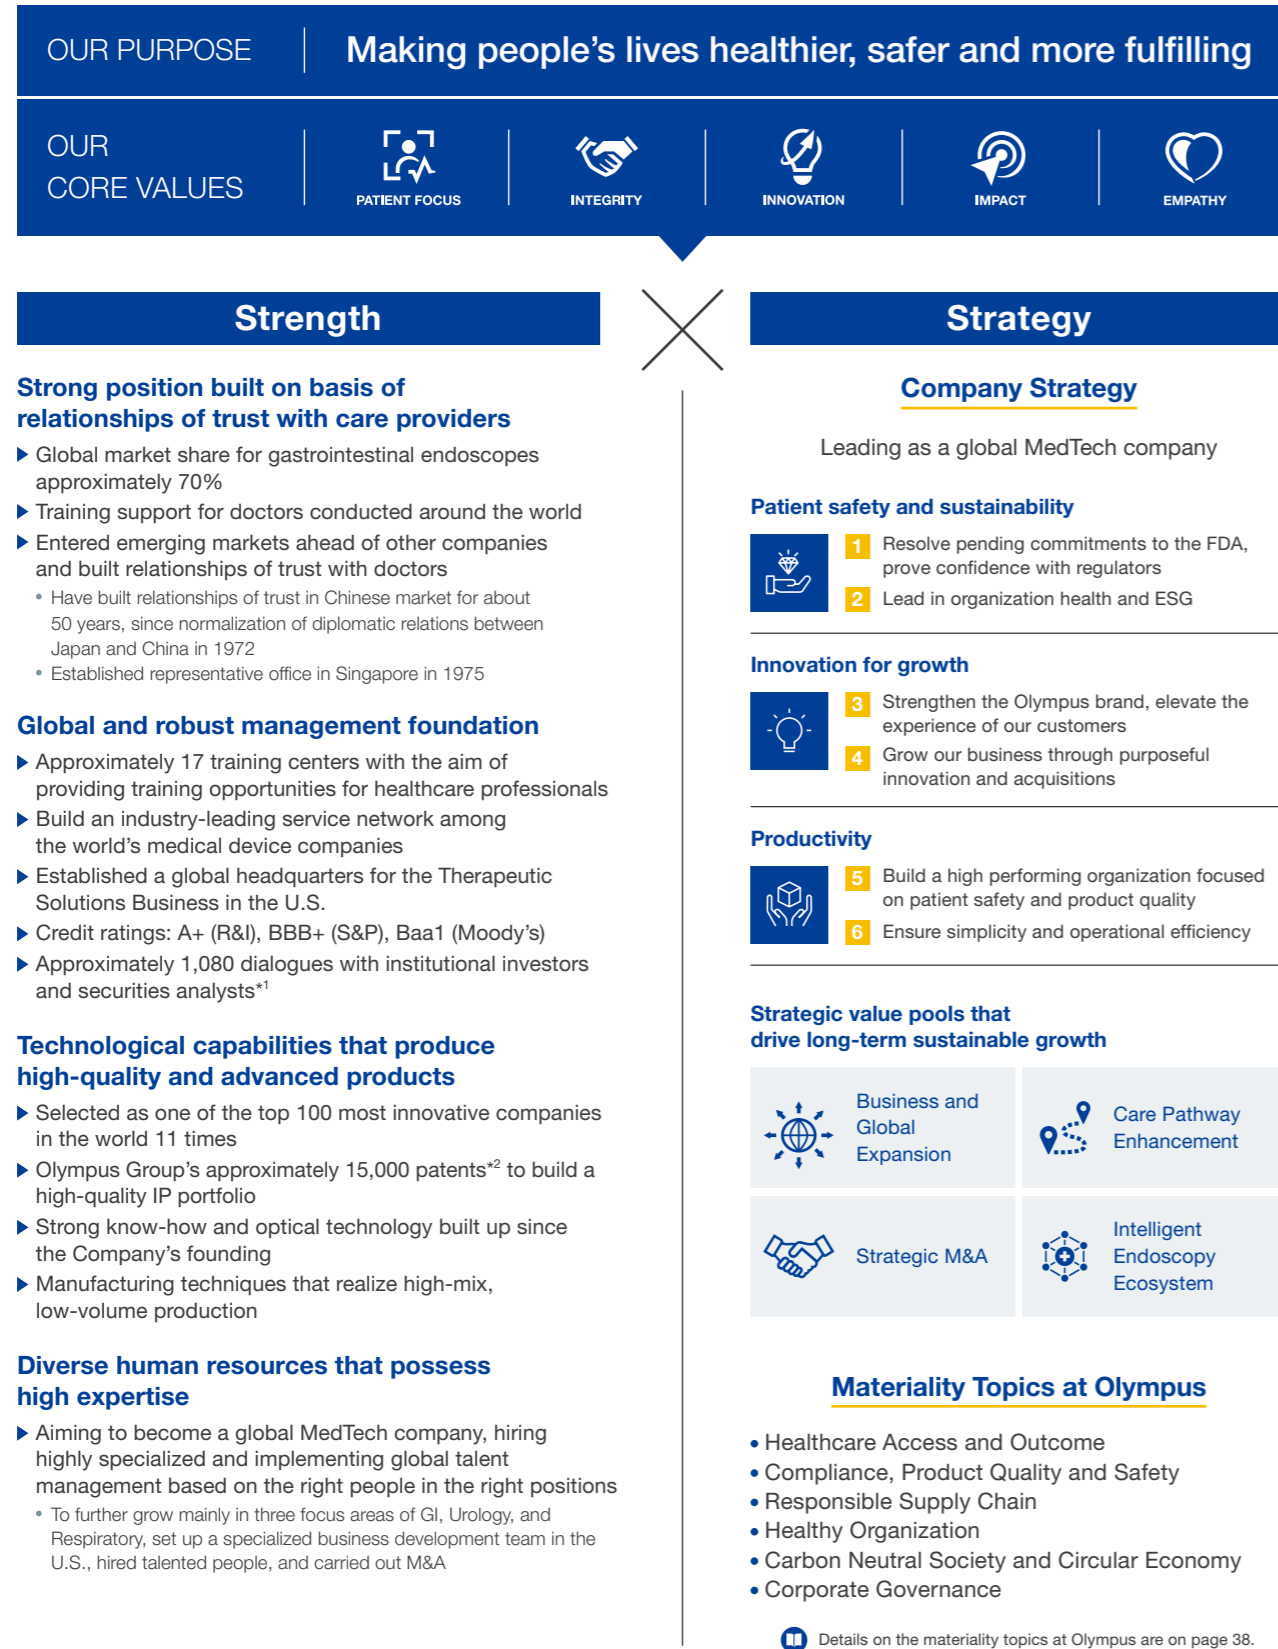 OUR PURPOSE
Making people's lives healthier, safer and more fulfilling
OUR
CORE VALUES
PATIENT FOCUS
INTEGRITY
INNOVATION
IMPACT
EMPATHY
Strength
Strong position built on basis of
relationships of trust with care providers
Global market share for gastrointestinal endoscopes
approximately 70%
Training support for doctors conducted around the world
Entered emerging markets ahead of other companies
and built relationships of trust with doctors
• Have built relationships of trust in Chinese market for about
50 years, since normalization of diplomatic relations between
Japan and China in 1972
• Established representative office in Singapore in 1975
Global and robust management foundation
Approximately 17 training centers with the aim of
providing training opportunities for healthcare professionals
Build an industry-leading service network among
the world's medical device companies
Established a global headquarters for the Therapeutic
Solutions Business in the U.S.
Credit ratings: A+ (R&I), BBB+ (S&P), Baa1 (Moody's)
Approximately 1,080 dialogues with institutional investors
and securities analysts*1
Technological capabilities that produce
high-quality and advanced products
Selected as one of the top 100 most innovative companies
in the world 11 times
Olympus Group's approximately 15,000 patents*2 to build a
high-quality IP portfolio
Strong know-how and optical technology built up since
the Company's founding
Manufacturing techniques that realize high-mix,
low-volume production
Diverse human resources that possess
high expertise
Aiming to become a global MedTech company, hiring
highly specialized and implementing global talent
management based on the right people in the right positions
• To further grow mainly in three focus areas of GI, Urology, and
Respiratory, set up a specialized business development team in the
U.S., hired talented people, and carried out M&A
Strategy
Company Strategy
Leading as a global MedTech company
Patient safety and sustainability
1 Resolve pending commitments to the FDA,
prove confidence with regulators
2 Lead in organization health and ESG
Innovation for growth
3 Strengthen the Olympus brand, elevate the
experience of our customers
4 Grow our business through purposeful
innovation and acquisitions
Productivity
5 Build a high performing organization focused
on patient safety and product quality
6 Ensure simplicity and operational efficiency
Strategic value pools that
drive long-term sustainable growth
Business and
Global
Expansion
Care Pathway
Enhancement
Strategic M&A
Intelligent
Endoscopy
Ecosystem
Materiality Topics at Olympus
• Healthcare Access and Outcome
• Compliance, Product Quality and Safety
• Responsible Supply Chain
• Healthy Organization
• Carbon Neutral Society and Circular Economy
• Corporate Governance
Details on the materiality topics at Olympus are on page 38.